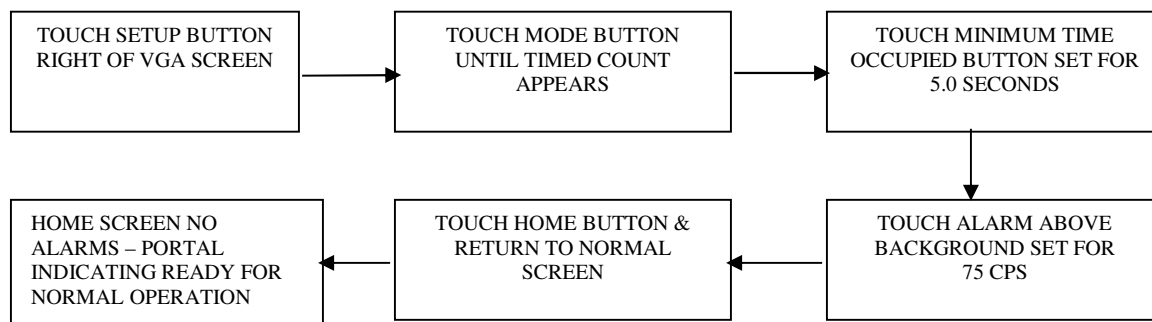 TOUCH SETUP BUTTON
RIGHT OF VGA SCREEN
TOUCH MODE BUTTON
UNTIL TIMED COUNT
APPEARS
TOUCH MINIMUM TIME
OCCUPIED BUTTON SET FOR
5.0 SECONDS
TOUCH ALARM ABOVE
BACKGROUND SET FOR
75 CPS
TOUCH HOME BUTTON &
RETURN TO NORMAL
SCREEN
HOME SCREEN NO
ALARMS – PORTAL
INDICATING READY FOR
NORMAL OPERATION